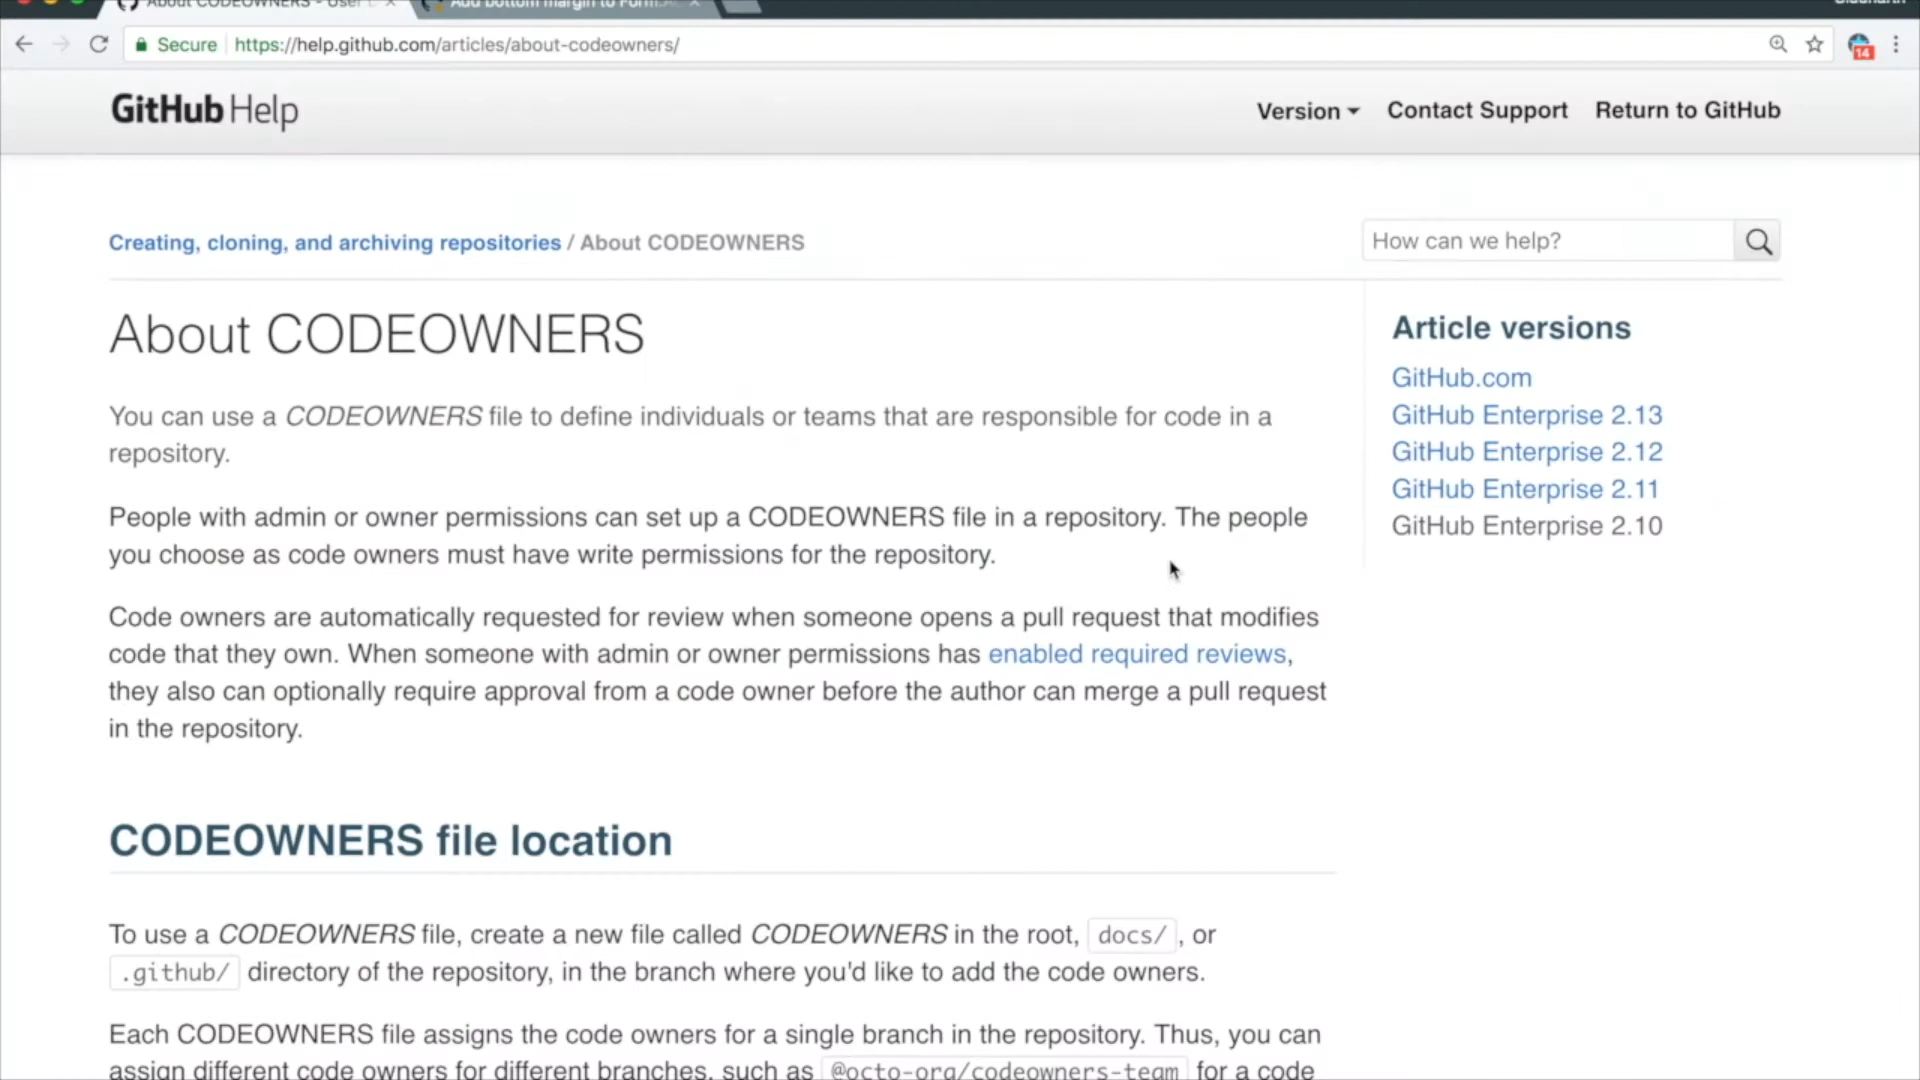 About CODEOWNERS - User
Add bottom margin to Form
Siddharth
Secure https://help.github.com/articles/about-codeowners/
14
GitHub Help
Version Contact Support Return to GitHub
Creating, cloning, and archiving repositories / About CODEOWNERS
How can we help?
About CODEOWNERS
You can use a CODEOWNERS file to define individuals or teams that are responsible for code in a
repository.
People with admin or owner permissions can set up a CODEOWNERS file in a repository. The people
you choose as code owners must have write permissions for the repository.
Code owners are automatically requested for review when someone opens a pull request that modifies
code that they own. When someone with admin or owner permissions has enabled required reviews,
they also can optionally require approval from a code owner before the author can merge a pull request
in the repository.
CODEOWNERS file location
To use a CODEOWNERS file, create a new file called CODEOWNERS in the root, docs/ , or
.github/ directory of the repository, in the branch where you'd like to add the code owners.
Each CODEOWNERS file assigns the code owners for a single branch in the repository. Thus, you can
assign different code owners for different branches, such as @octo-org/codeowners-team for a code
Article versions
GitHub.com
GitHub Enterprise 2.13
GitHub Enterprise 2.12
GitHub Enterprise 2.11
GitHub Enterprise 2.10